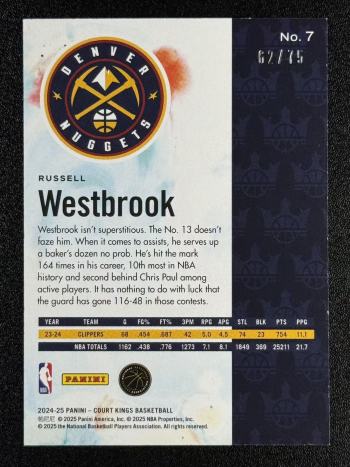 No. 7
62/75
DENVER
NUGGETS
RUSSELL
Westbrook
Westbrook isn't superstitious. The No. 13 doesn't
faze him. When it comes to assists, he serves up
a baker's dozen no prob. He's hit the mark
164 times in his career, 10th most in NBA
history and second behind Chris Paul among
active players. It has nothing to do with luck that
the guard has gone 116-48 in those contests.
YEAR TEAM G FG% FT% 3PM RPG APG STL BLK PTS PPG
23-24 CLIPPERS 68 .454 .687 42 5.0 4.5 74 23 754 11.1
NBA TOTALS 1162 .438 .776 1273 7.1 8.1 1849 369 25211 21.7
NBA
PANINI
2024-25 PANINI – COURT KINGS BASKETBALL
帕尼尼 © 2025 Panini America, Inc. © 2025 NBA Properties, Inc.
© 2025 the National Basketball Players Association. All rights reserved.